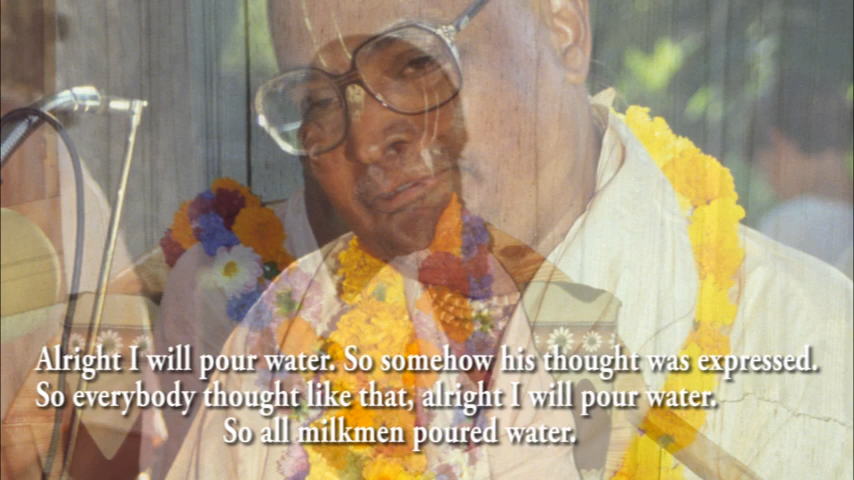 Alright I will pour water. So somehow his thought was expressed.
So everybody thought like that, alright I will pour water.
So all milkmen poured water.